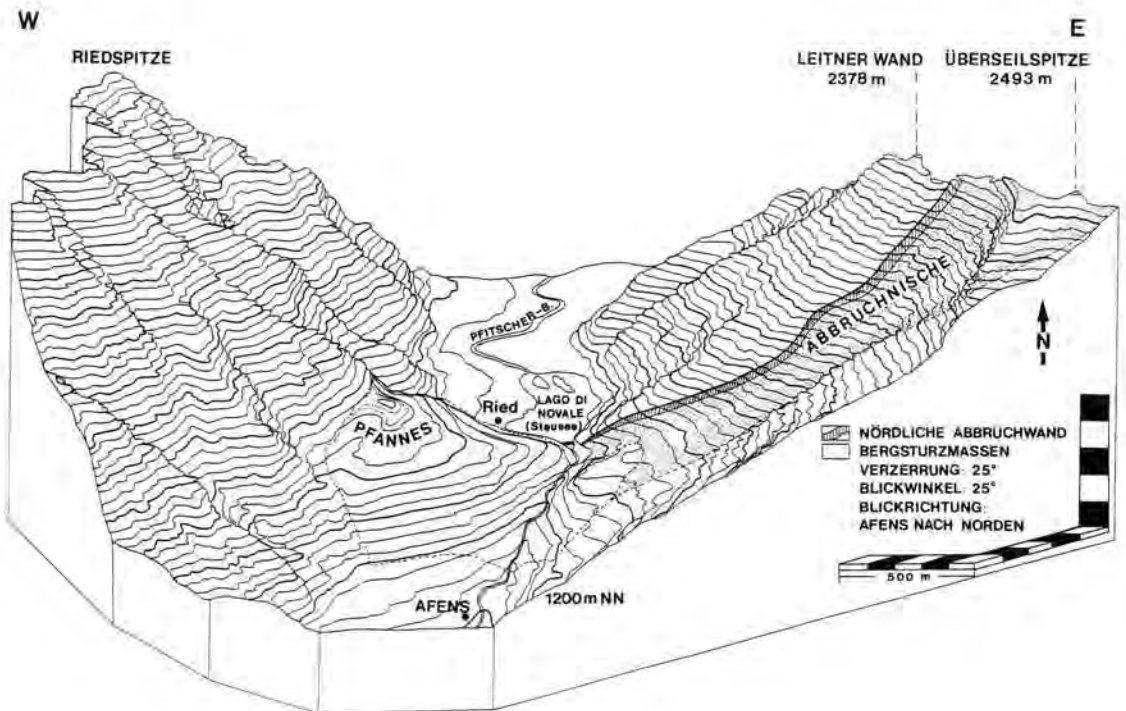 W
E
RIEDSPITZE
LEITNER WAND
2378 m
ÜBERSEILSPITZE
2493 m
PFITSCHER-B.
ABBRUCHNISCHE
N
Ried
LAGO DI
NOVALE
(Stausee)
PFANNES
NÖRDLICHE ABBRUCHWAND
BERGSTURZMASSEN
VERZERRUNG: 25°
BLICKWINKEL: 25°
BLICKRICHTUNG:
AFENS NACH NORDEN
500 m
1200 m NN
AFENS